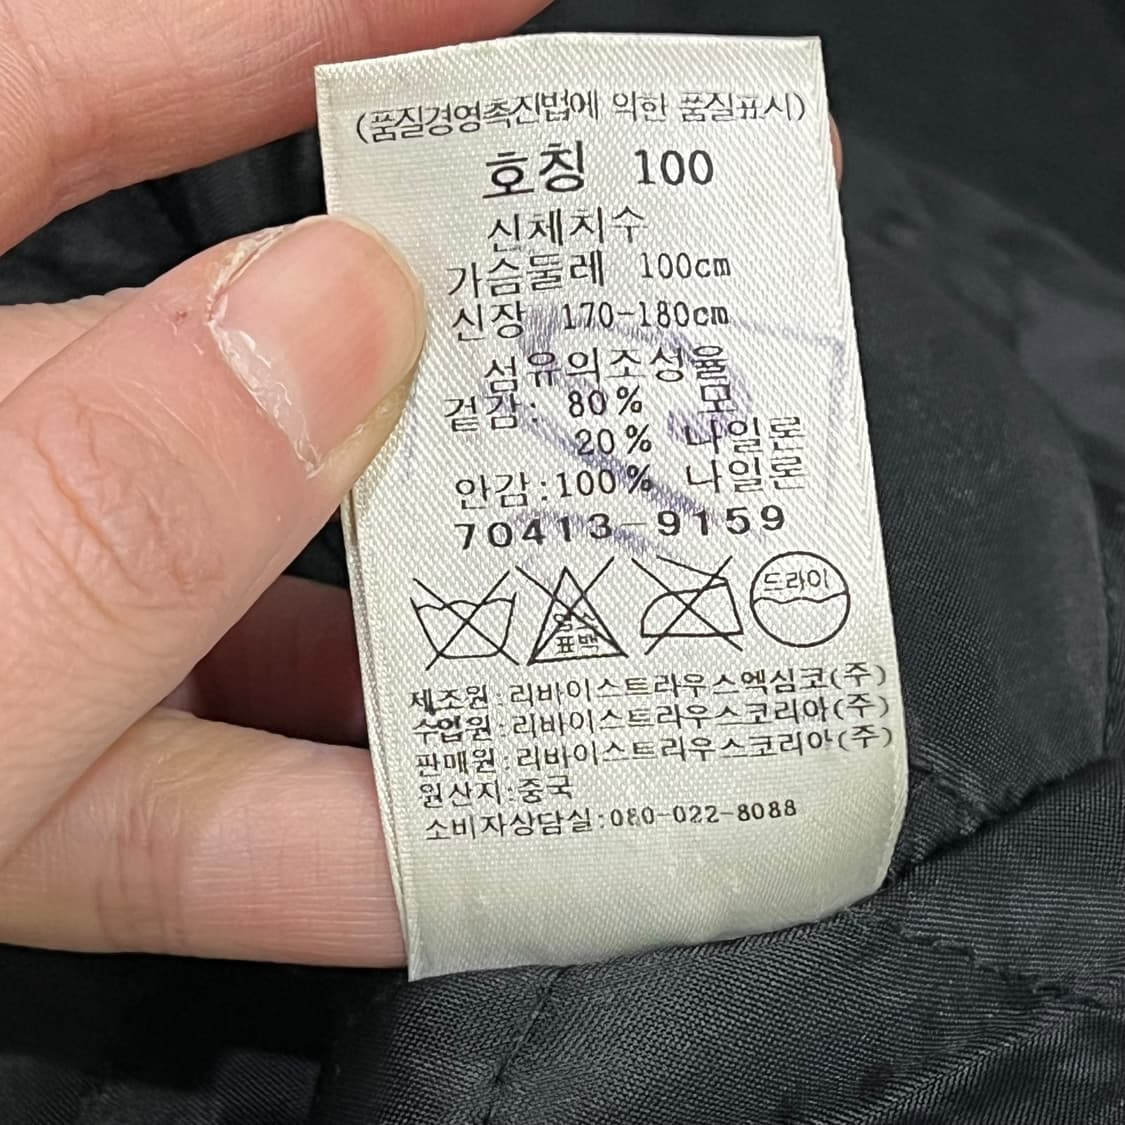 (품질경영촉진법에 의한 품질표시)
호칭 100
신체치수
가슴둘레 100cm
신장 170-180cm
섬유의조성율
겉감: 80% 모
20% 나일론
안감:100% 나일론
70413-9159
표백 드라이
제조원:리바이스트라우스엑심코(주)
수입원:리바이스트라우스코리아(주)
판매원:리바이스트라우스코리아(주)
원산지:중국
소비자상담실:080-022-8088